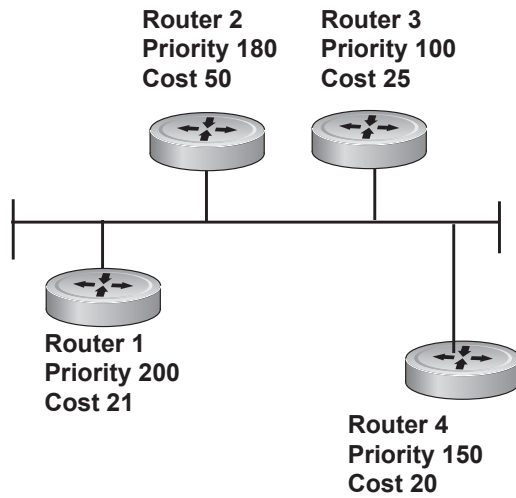 Router 2
Priority 180
Cost 50
Router 3
Priority 100
Cost 25
Router 1
Priority 200
Cost 21
Router 4
Priority 150
Cost 20